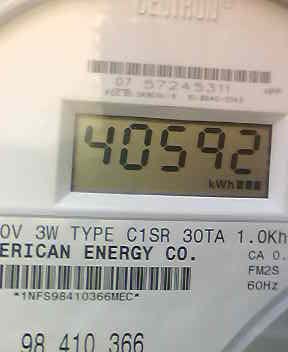 CENTRON
07 57245311
40592
kWh
0V 3W TYPE C1SR 30TA 1.0Kh
ERICAN ENERGY CO.
CA 0.
FM2S
*1NFS98410366MEC*
60Hz
98 410 366